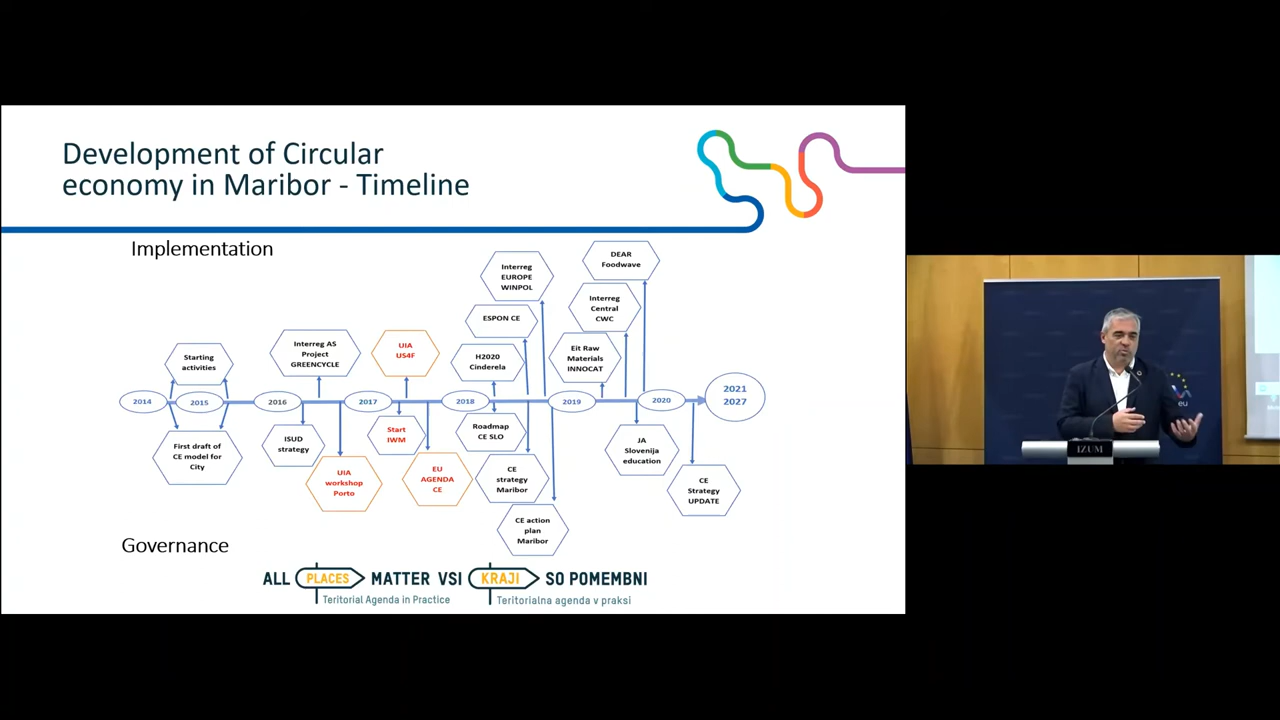 Development of Circular
economy in Maribor - Timeline
Implementation
Starting
activities
Interreg AS
Project
GREENCYCLE
UIA
US4F
Interreg
EUROPE
WINPOL
ESPON CE
H2020
Cinderela
DEAR
Foodwave
Interreg
Central
CWC
Eit Raw
Materials
INNOCAT
2014
2015
2016
2017
2018
2019
2020
2021
2027
First draft of
CE model for
City
ISUD
strategy
UIA
workshop
Porto
Start
IWM
EU
AGENDA
CE
Roadmap
CE SLO
CE
strategy
Maribor
CE action
plan
Maribor
JA
Slovenija
education
CE
Strategy
UPDATE
Governance
ALL PLACES MATTER VSI KRAJI SO POMEMBNI
Territorial Agenda in Practice Teritorialna agenda v praksi
IZUM
eu